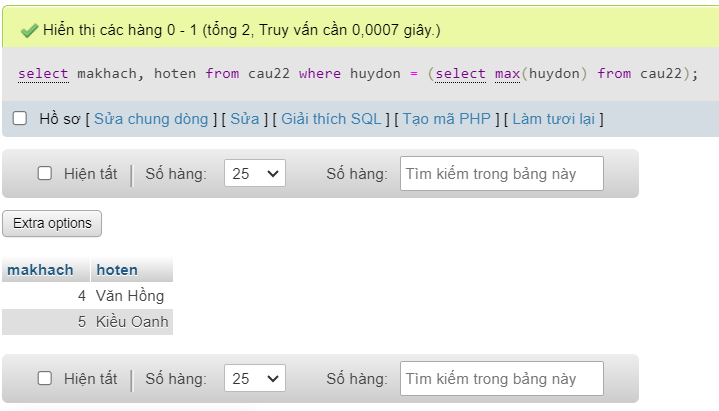 Hiển thị các hàng 0 - 1 (tổng 2, Truy vấn cần 0,0007 giây.)
select makhach, hoten from cau22 where huydon = (select max(huydon) from cau22);
Hồ sơ [ Sửa chung dòng ] [ Sửa ] [ Giải thích SQL ] [ Tạo mã PHP ] [ Làm tươi lại ]
Hiện tất | Số hàng: 25 Số hàng: Tìm kiếm trong bảng này
Extra options
makhach hoten
4 Văn Hồng
5 Kiều Oanh
Hiện tất | Số hàng: 25 Số hàng: Tìm kiếm trong bảng này